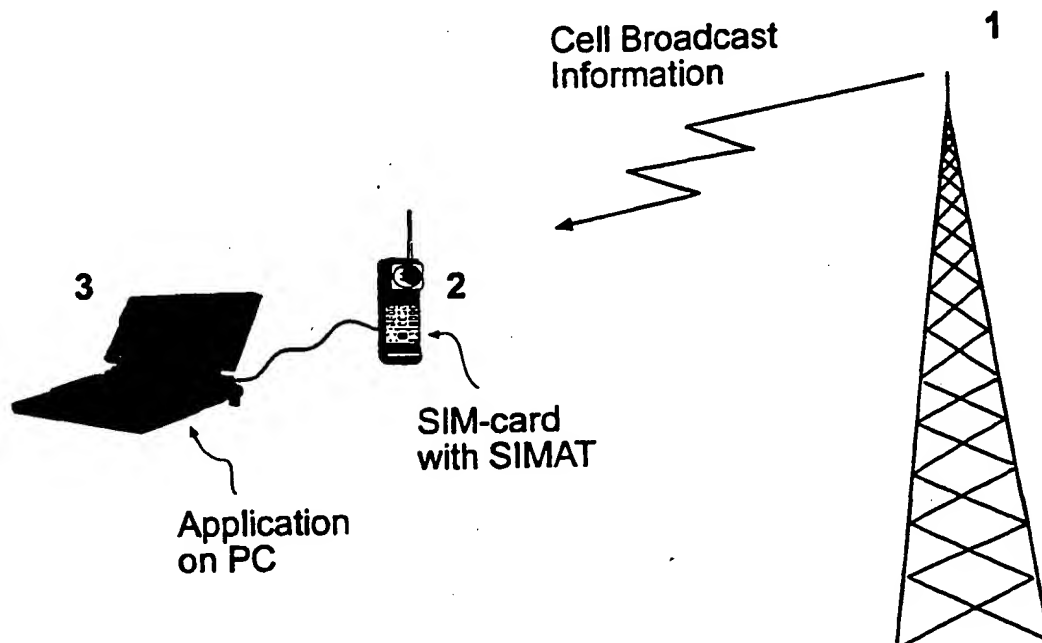 1
Cell Broadcast
Information
3
2
SIM-card
with SIMAT
Application
on PC